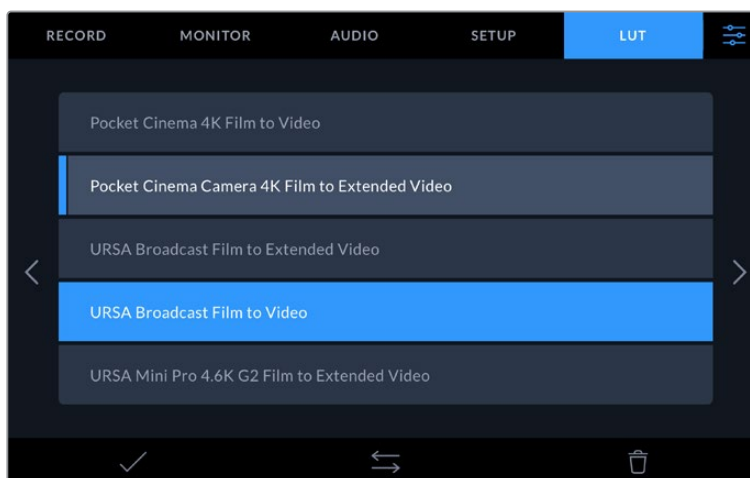 RECORD MONITOR AUDIO SETUP LUT
Pocket Cinema 4K Film to Video
Pocket Cinema Camera 4K Film to Extended Video
URSA Broadcast Film to Extended Video
URSA Broadcast Film to Video
URSA Mini Pro 4.6K G2 Film to Extended Video